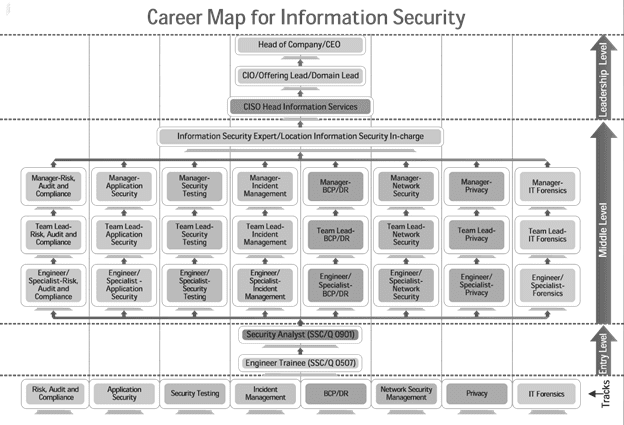 Career Map for Information Security
Head of Company/CEO
CIO/Offering Lead/Domain Lead
CISO Head Information Services
Information Security Expert/Location Information Security In-charge
Manager-Risk,
Audit and
Compliance
Manager-
Application
Security
Manager-
Security
Testing
Manager-
Incident
Management
Manager-
BCP/DR
Manager-
Network
Security
Manager-
Privacy
Manager-
IT Forensics
Team Lead-
Risk, Audit and
Compliance
Team Lead-
Application
Security
Team Lead-
Security
Testing
Team Lead-
Incident
Management
Team Lead-
BCP/DR
Team Lead-
Network
Security
Team Lead-
Privacy
Team Lead-
IT Forensics
Engineer/
Specialist-Risk,
Audit and
Compliance
Engineer/
Specialist -
Application
Security
Engineer/
Specialist-
Security
Testing
Engineer/
Specialist-
Incident
Management
Engineer/
Specialist-
BCP/DR
Engineer/
Specialist-
Network
Security
Engineer/
Specialist-
Privacy
Engineer/
Specialist-
Forensics
Security Analyst (SSC/Q 0901)
Engineer Trainee (SSC/Q 0507)
Risk, Audit and
Compliance
Application
Security
Security Testing
Incident
Management
BCP/DR
Network Security
Management
Privacy
IT Forensics
Leadership Level
Middle Level
Entry Level
Tracks